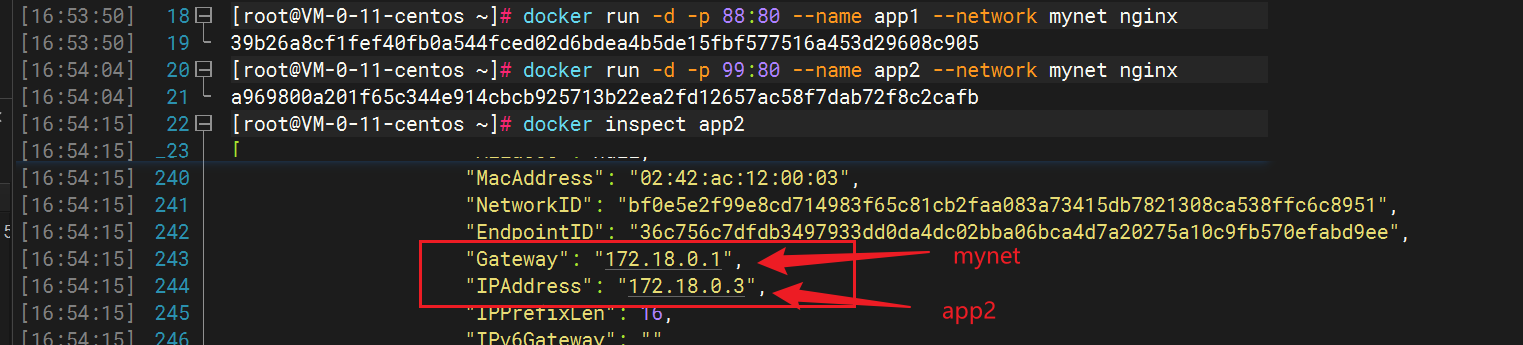 [16:53:50] 18 [root@VM-0-11-centos ~]# docker run -d -p 88:80 --name app1 --network mynet nginx
[16:53:50] 19 39b26a8cf1fef40fb0a544fced02d6bdea4b5de15fbf577516a453d29608c905
[16:54:04] 20 [root@VM-0-11-centos ~]# docker run -d -p 99:80 --name app2 --network mynet nginx
[16:54:04] 21 a969800a201f65c344e914cbcb925713b22ea2fd12657ac58f7dab72f8c2cafb
[16:54:15] 22 [root@VM-0-11-centos ~]# docker inspect app2
[16:54:15] 23 [
[16:54:15] 240 "MacAddress": "02:42:ac:12:00:03",
[16:54:15] 241 "NetworkID": "bf0e5e2f99e8cd714983f65c81cb2faa083a73415db7821308ca538ffc6c8951",
[16:54:15] 242 "EndpointID": "36c756c7dfdb3497933dd0da4dc02bba06bca4d7a20275a10c9fb570efabd9ee",
[16:54:15] 243 "Gateway": "172.18.0.1", mynet
[16:54:15] 244 "IPAddress": "172.18.0.3",
app2
[16:54:15] 245 "IPPrefixLen": 16,
[16:54:15] 246 "IPv6Gateway": ""